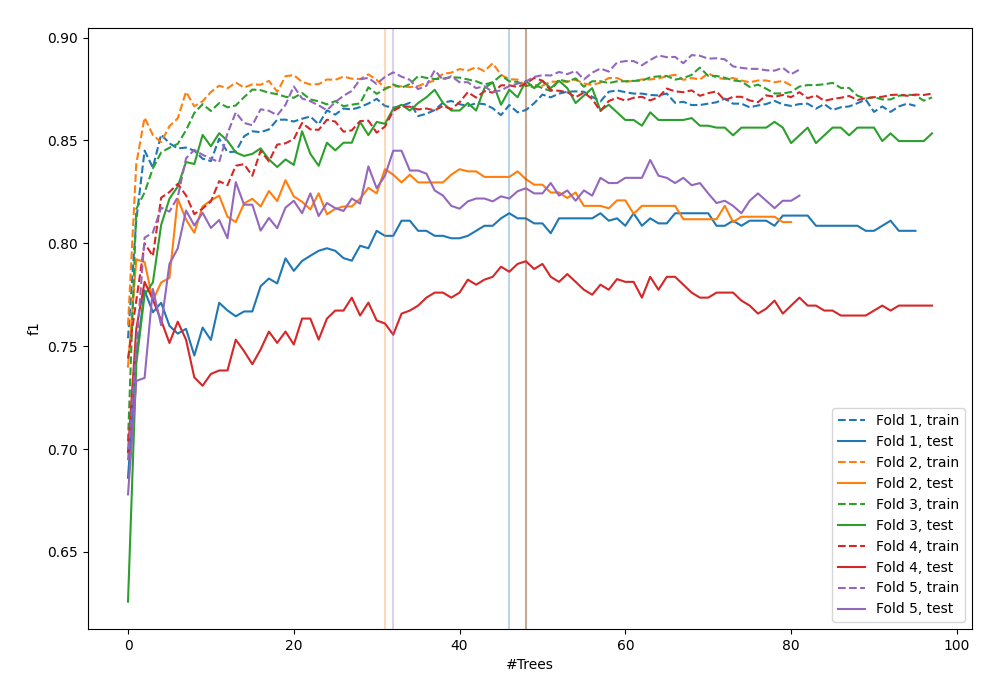 0.90
0.85
0.80
0.75
0.70
0.65
f1
0 20 40 60 80 100
#Trees
Fold 1, train
Fold 1, test
Fold 2, train
Fold 2, test
Fold 3, train
Fold 3, test
Fold 4, train
Fold 4, test
Fold 5, train
Fold 5, test